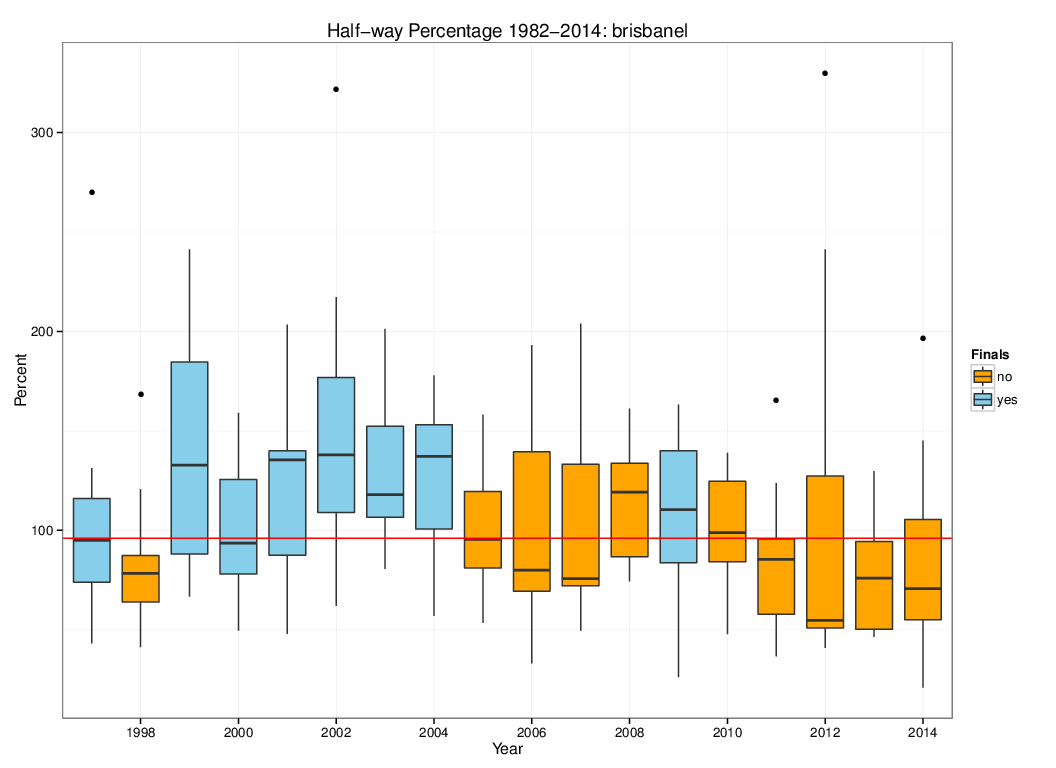 Half−way Percentage 1982−2014: brisbanel
Percent
300
200
100
1998 2000 2002 2004 2006 2008 2010 2012 2014
Year
Finals
no
yes